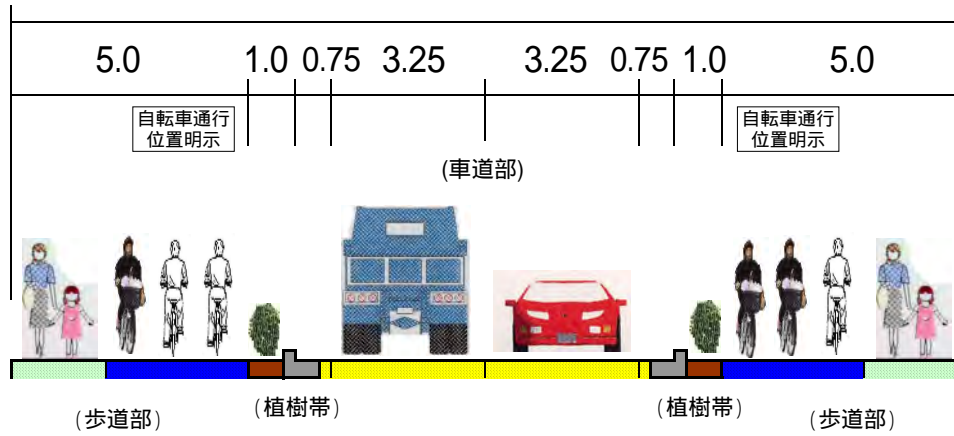 5.0 1.0 0.75 3.25 3.25 0.75 1.0 5.0
自転車通行
位置明示
自転車通行
位置明示
(車道部)
(歩道部)
(植樹帯)
(植樹帯)
(歩道部)